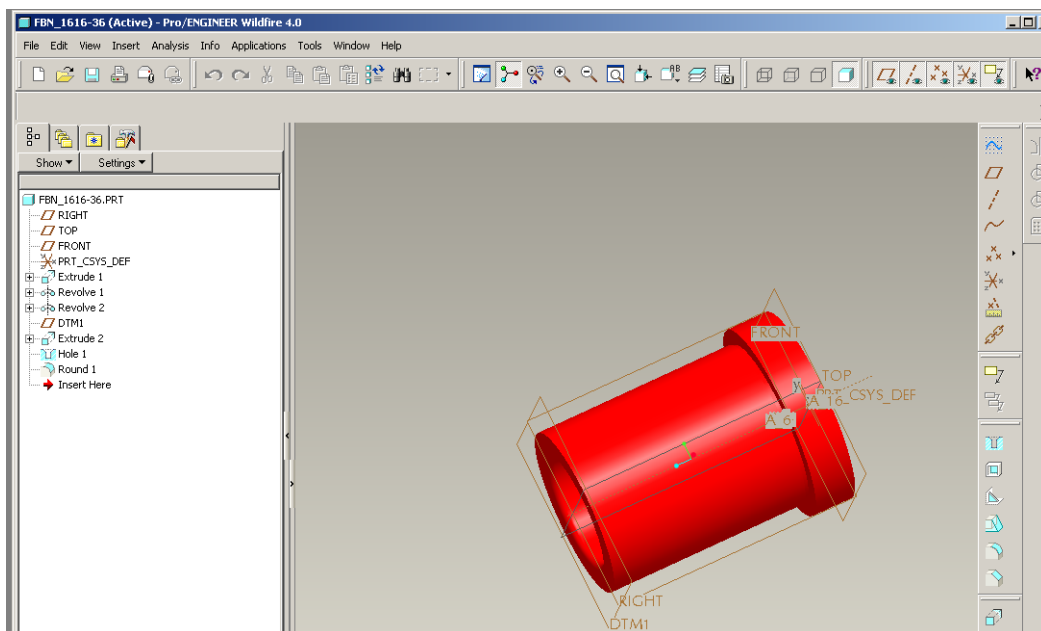 FBN_1616-36 (Active) - Pro/ENGINEER Wildfire 4.0
File Edit View Insert Analysis Info Applications Tools Window Help
Show Settings
FBN_1616-36.PRT
RIGHT
TOP
FRONT
PRT_CSYS_DEF
Extrude 1
Revolve 1
Revolve 2
DTM1
Extrude 2
Hole 1
Round 1
Insert Here
FRONT
TOP
y
CSYS_DEF
A_16
A_6
RIGHT
DTM1